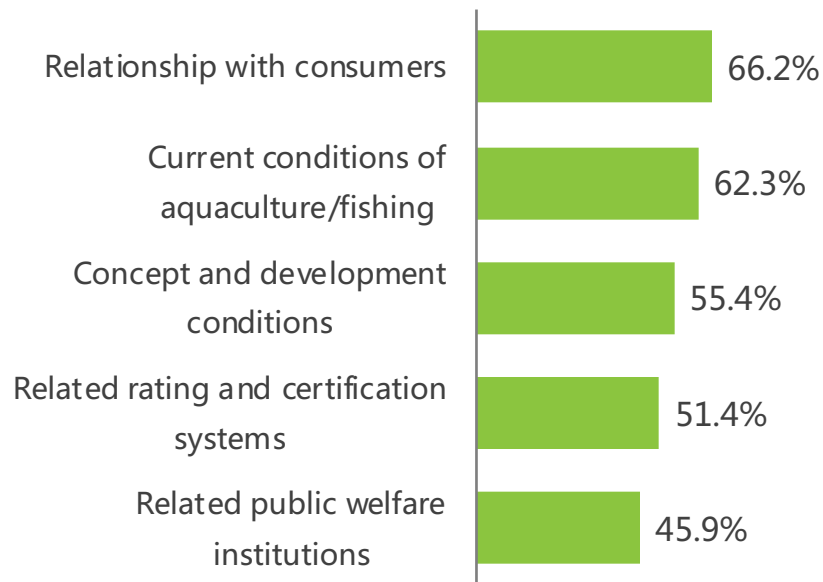 Relationship with consumers
66.2%
Current conditions of
aquaculture/fishing
62.3%
Concept and development
conditions
55.4%
Related rating and certification
systems
51.4%
Related public welfare
institutions
45.9%